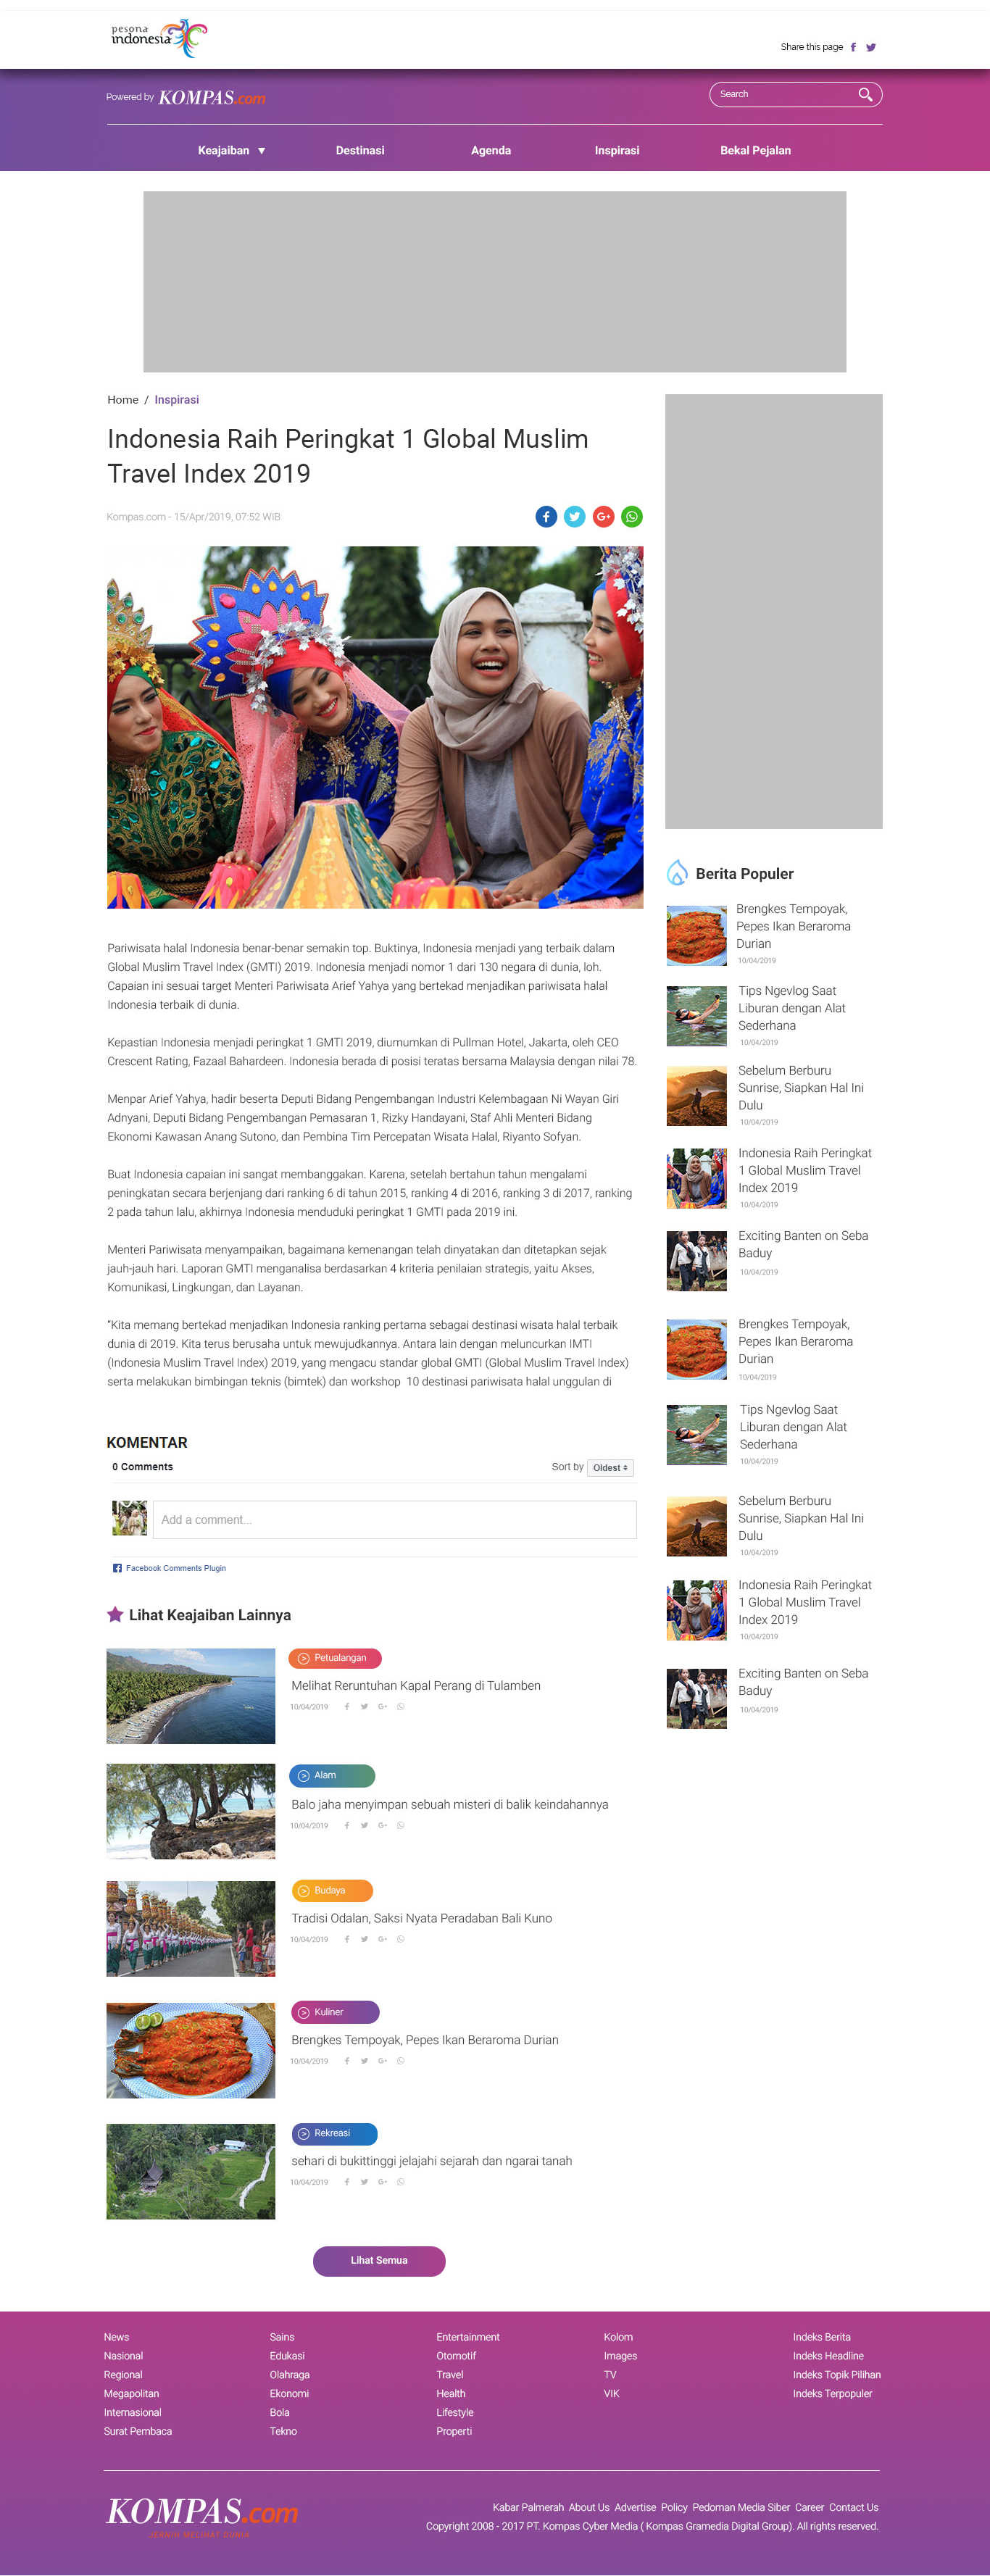 pesona
indonesia
Share this page
Powered by KOMPAS.com
Search
Keajaiban ▼ Destinasi Agenda Inspirasi Bekal Pejalan
Home / Inspirasi
Indonesia Raih Peringkat 1 Global Muslim
Travel Index 2019
Kompas.com - 15/Apr/2019, 07:52 WIB
Pariwisata halal Indonesia benar-benar semakin top. Buktinya, Indonesia menjadi yang terbaik dalam
Global Muslim Travel Index (GMTI) 2019. Indonesia menjadi nomor 1 dari 130 negara di dunia, loh.
Capaian ini sesuai target Menteri Pariwisata Arief Yahya yang bertekad menjadikan pariwisata halal
Indonesia terbaik di dunia.
Kepastian Indonesia menjadi peringkat 1 GMTI 2019, diumumkan di Pullman Hotel, Jakarta, oleh CEO
Crescent Rating, Fazaal Bahardeen. Indonesia berada di posisi teratas bersama Malaysia dengan nilai 78.
Menpar Arief Yahya, hadir beserta Deputi Bidang Pengembangan Industri Kelembagaan Ni Wayan Giri
Adnyani, Deputi Bidang Pengembangan Pemasaran 1, Rizky Handayani, Staf Ahli Menteri Bidang
Ekonomi Kawasan Anang Sutono, dan Pembina Tim Percepatan Wisata Halal, Riyanto Sofyan.
Buat Indonesia capaian ini sangat membanggakan. Karena, setelah bertahun tahun mengalami
peningkatan secara berjenjang dari ranking 6 di tahun 2015, ranking 4 di 2016, ranking 3 di 2017, ranking
2 pada tahun lalu, akhirnya Indonesia menduduki peringkat 1 GMTI pada 2019 ini.
Menteri Pariwisata menyampaikan, bagaimana kemenangan telah dinyatakan dan ditetapkan sejak
jauh-jauh hari. Laporan GMTI menganalisa berdasarkan 4 kriteria penilaian strategis, yaitu Akses,
Komunikasi, Lingkungan, dan Layanan.
“Kita memang bertekad menjadikan Indonesia ranking pertama sebagai destinasi wisata halal terbaik
dunia di 2019. Kita terus berusaha untuk mewujudkannya. Antara lain dengan meluncurkan IMTI
(Indonesia Muslim Travel Index) 2019, yang mengacu standar global GMTI (Global Muslim Travel Index)
serta melakukan bimbingan teknis (bimtek) dan workshop 10 destinasi pariwisata halal unggulan di
KOMENTAR
0 Comments
Sort by Oldest
Add a comment...
Facebook Comments Plugin
Lihat Keajaiban Lainnya
Petualangan
Melihat Reruntuhan Kapal Perang di Tulamben
10/04/2019
Alam
Balo jaha menyimpan sebuah misteri di balik keindahannya
10/04/2019
Budaya
Tradisi Odalan, Saksi Nyata Peradaban Bali Kuno
10/04/2019
Kuliner
Brengkes Tempoyak, Pepes Ikan Beraroma Durian
10/04/2019
Rekreasi
sehari di bukittinggi jelajahi sejarah dan ngarai tanah
10/04/2019
Lihat Semua
Berita Populer
Brengkes Tempoyak,
Pepes Ikan Beraroma
Durian
10/04/2019
Tips Ngevlog Saat
Liburan dengan Alat
Sederhana
10/04/2019
Sebelum Berburu
Sunrise, Siapkan Hal Ini
Dulu
10/04/2019
Indonesia Raih Peringkat
1 Global Muslim Travel
Index 2019
10/04/2019
Exciting Banten on Seba
Baduy
10/04/2019
Brengkes Tempoyak,
Pepes Ikan Beraroma
Durian
10/04/2019
Tips Ngevlog Saat
Liburan dengan Alat
Sederhana
10/04/2019
Sebelum Berburu
Sunrise, Siapkan Hal Ini
Dulu
10/04/2019
Indonesia Raih Peringkat
1 Global Muslim Travel
Index 2019
10/04/2019
Exciting Banten on Seba
Baduy
10/04/2019
News
Nasional
Regional
Megapolitan
Internasional
Surat Pembaca
Sains
Edukasi
Olahraga
Ekonomi
Bola
Tekno
Entertainment
Otomotif
Travel
Health
Lifestyle
Properti
Kolom
Images
TV
VIK
Indeks Berita
Indeks Headline
Indeks Topik Pilihan
Indeks Terpopuler
KOMPAS.com
JERNIH MELIHAT DUNIA
Kabar Palmerah About Us Advertise Policy Pedoman Media Siber Career Contact Us
Copyright 2008 - 2017 PT. Kompas Cyber Media ( Kompas Gramedia Digital Group). All rights reserved.